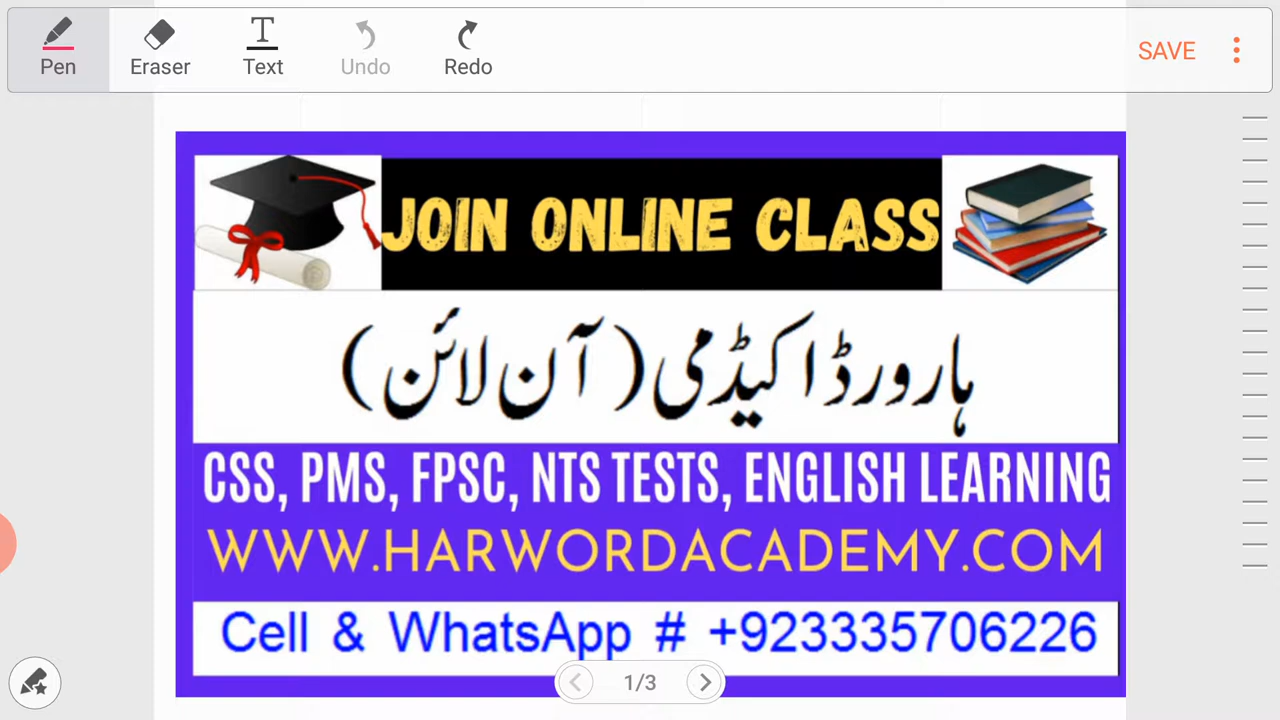 Pen Eraser Text Undo Redo SAVE
JOIN ONLINE CLASS
ہارورڈ اکیڈمی (آن لائن)
CSS, PMS, FPSC, NTS TESTS, ENGLISH LEARNING
WWW.HARWORDACADEMY.COM
Cell & WhatsApp # +923335706226
1/3